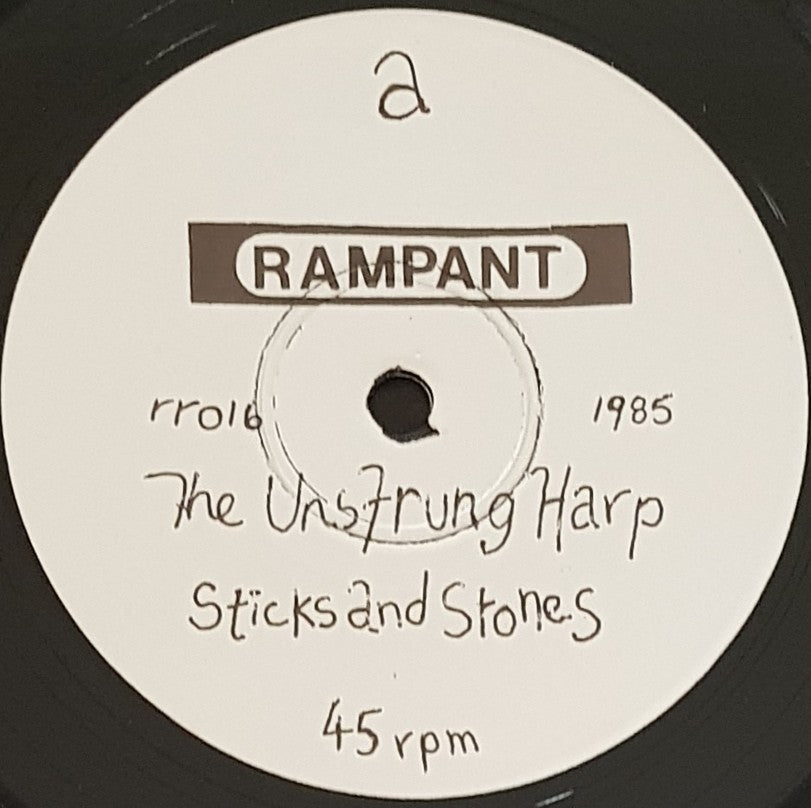 a
RAMPANT
rr016 1985
The Unstrung Harp
Sticks and Stones
45 rpm